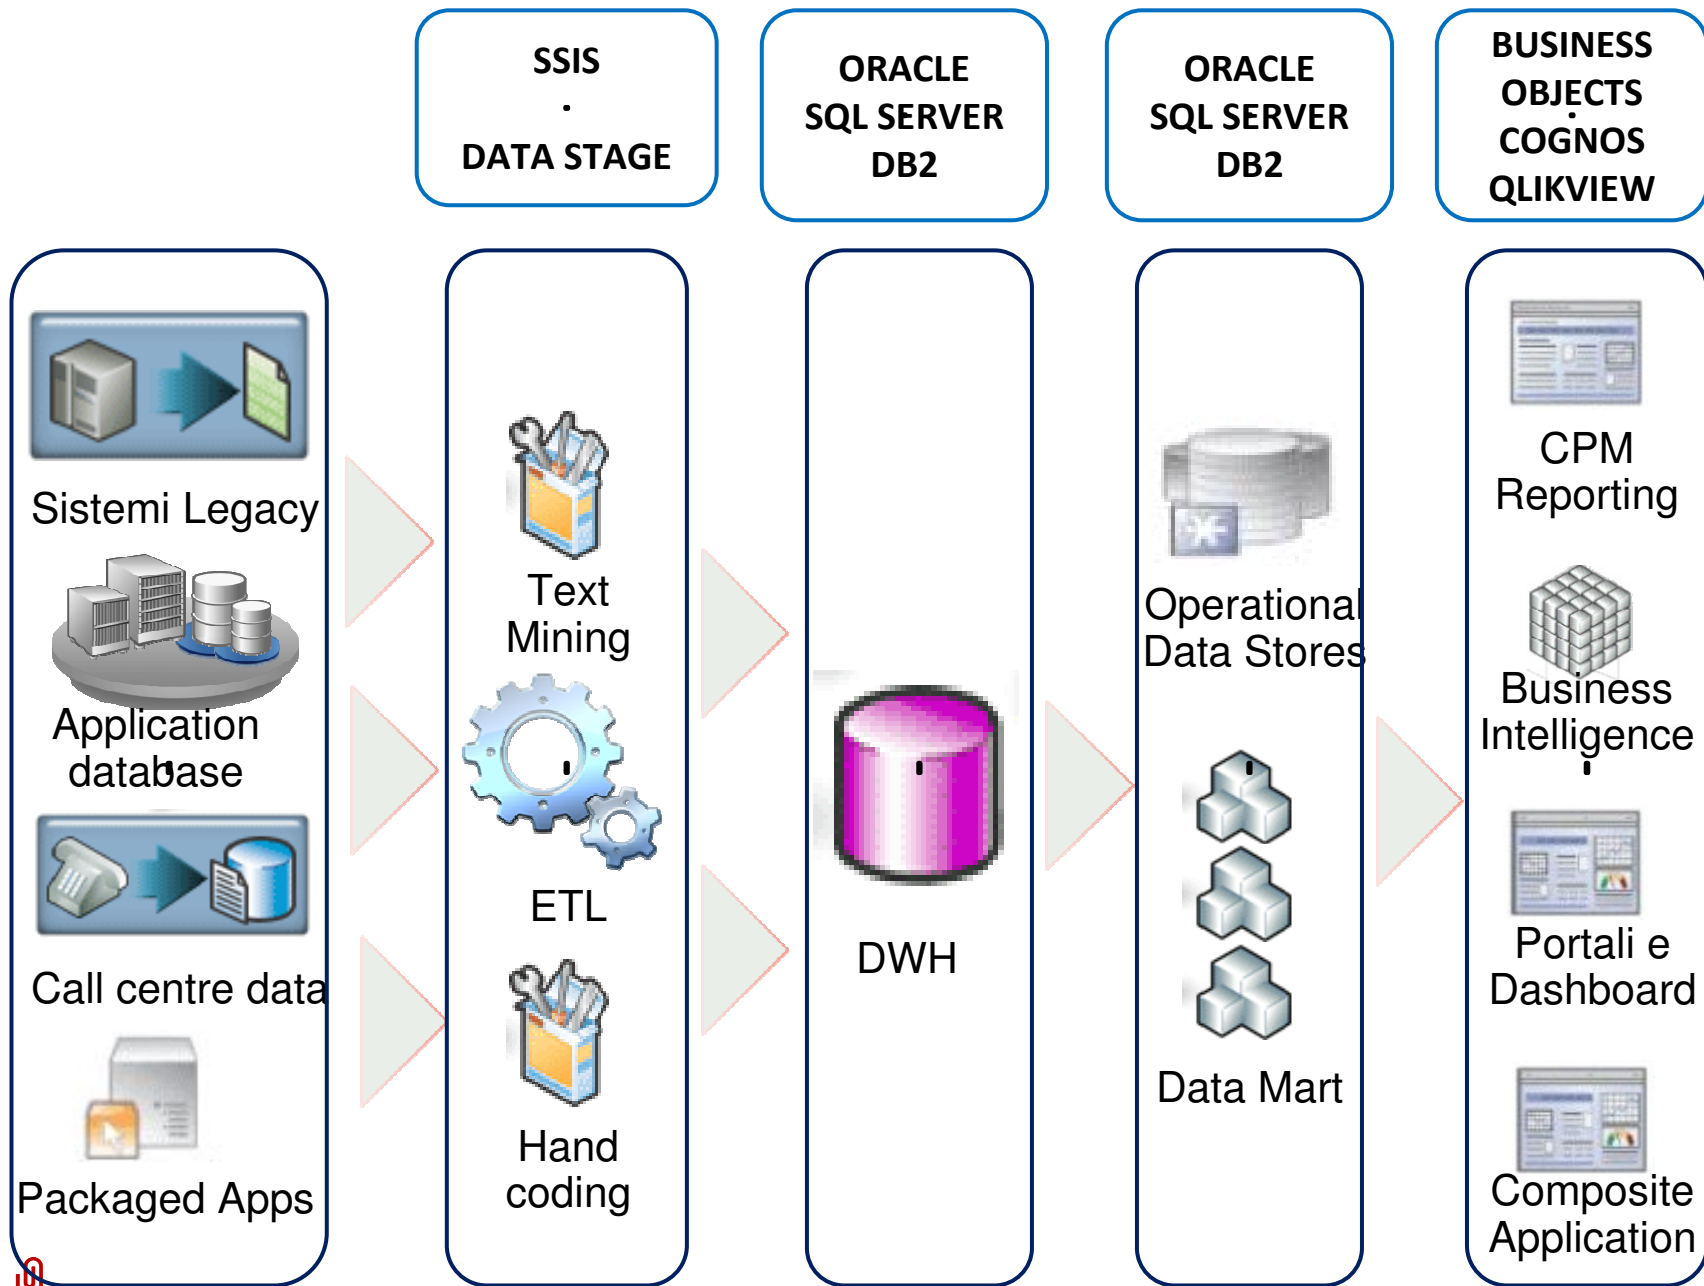 SSIS
.
DATA STAGE
ORACLE
SQL SERVER
DB2
ORACLE
SQL SERVER
DB2
BUSINESS
OBJECTS
COGNOS
QLIKVIEW
Sistemi Legacy
Application
database
Call centre data
Packaged Apps
Text
Mining
ETL
Hand
coding
DWH
Operational
Data Stores
Data Mart
CPM
Reporting
Business
Intelligence
Portali e
Dashboard
Composite
Application